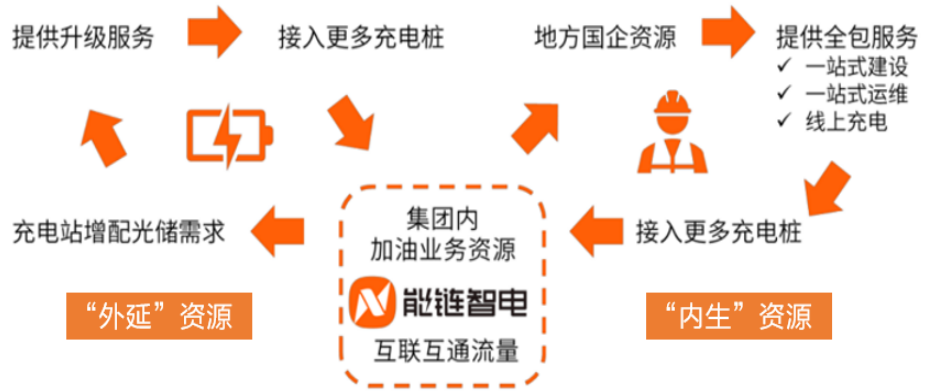 提供升级服务
接入更多充电桩
地方国企资源
提供全包服务
✓ 一站式建设
✓ 一站式运维
✓ 线上充电
充电站增配光储需求
集团内
加油业务资源
能链智电
互联互通流量
接入更多充电桩
“外延”资源
“内生”资源